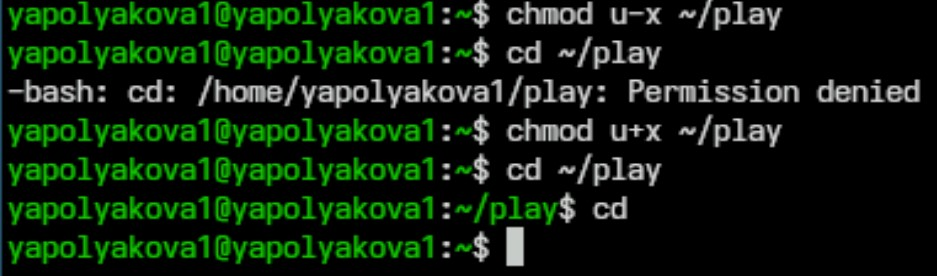 yapolyakova1@yapolyakova1:~$ chmod u-x ~/play
yapolyakova1@yapolyakova1:~$ cd ~/play
-bash: cd: /home/yapolyakova1/play: Permission denied
yapolyakova1@yapolyakova1:~$ chmod u+x ~/play
yapolyakova1@yapolyakova1:~$ cd ~/play
yapolyakova1@yapolyakova1:~/play$ cd
yapolyakova1@yapolyakova1:~$